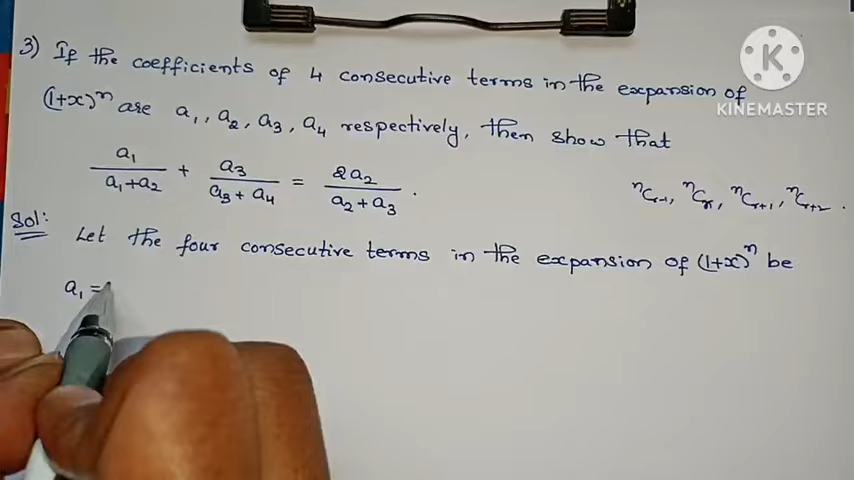 3) If the coefficients of 4 consecutive terms in the expansion of
(1+x)^n are a₁, a₂, a₃, a₄ respectively, then show that
a₁/(a₁+a₂) + a₃/(a₃+a₄) = 2a₂/(a₂+a₃).
ⁿCᵣ₋₁, ⁿCᵣ, ⁿCᵣ₊₁, ⁿCᵣ₊₂.
Sol:
Let the four consecutive terms in the expansion of (1+x)^n be
a₁ =
K
KINEMASTER